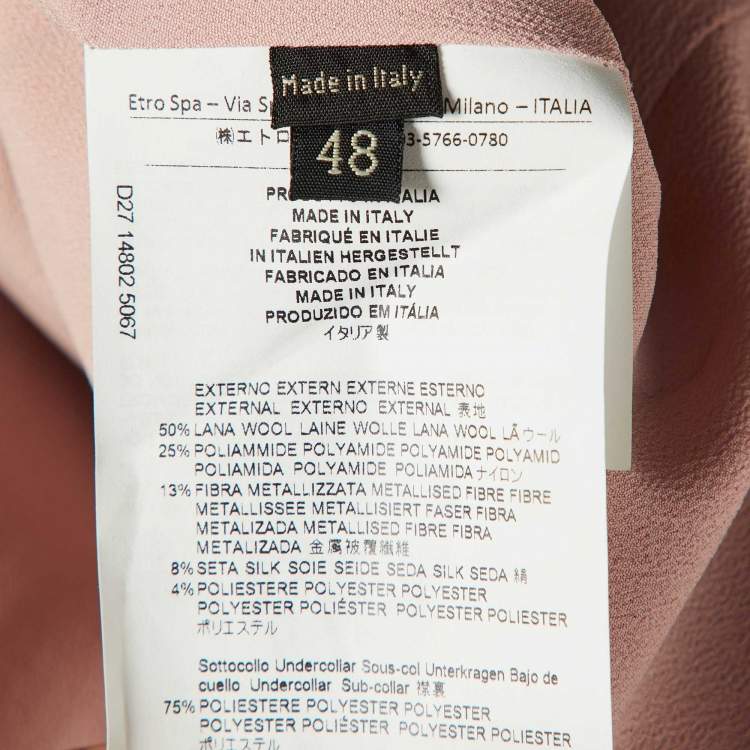 Made in Italy
Etro Spa – Via Milano – ITALIA
(株)エトロ 3-5766-0780
48
ITALIA
MADE IN ITALY
FABRIQUÉ EN ITALIE
IN ITALIEN HERGESTELLT
FABRICADO EN ITALIA
MADE IN ITALY
PRODUZIDO EM ITÁLIA
イタリア製
D27 14802 5067
EXTERNO EXTERN EXTERNE ESTERNO
EXTERNAL EXTERNO EXTERNAL 表地
50% LANA WOOL LAINE WOLLE LANA WOOL LÃ ウール
25% POLIAMMIDE POLYAMIDE POLYAMIDE POLYAMID
POLIAMIDA POLYAMIDE POLIAMIDA ナイロン
13% FIBRA METALLIZZATA METALLISED FIBRE FIBRE
METALLISSEE METALLISIERT FASER FIBRA
METALIZADA METALLISED FIBRE FIBRA
METALIZADA 金属被覆繊維
8% SETA SILK SOIE SEIDE SEDA SILK SEDA 絹
4% POLIESTERE POLYESTER POLYESTER
POLYESTER POLIÉSTER POLYESTER POLIESTER
ポリエステル
Sottocollo Undercollar Sous-col Unterkragen Bajo de
cuello Undercollar Sub-collar 襟裏
75% POLIESTERE POLYESTER POLYESTER
POLYESTER POLIÉSTER POLYESTER POLIESTER
ポリエステル